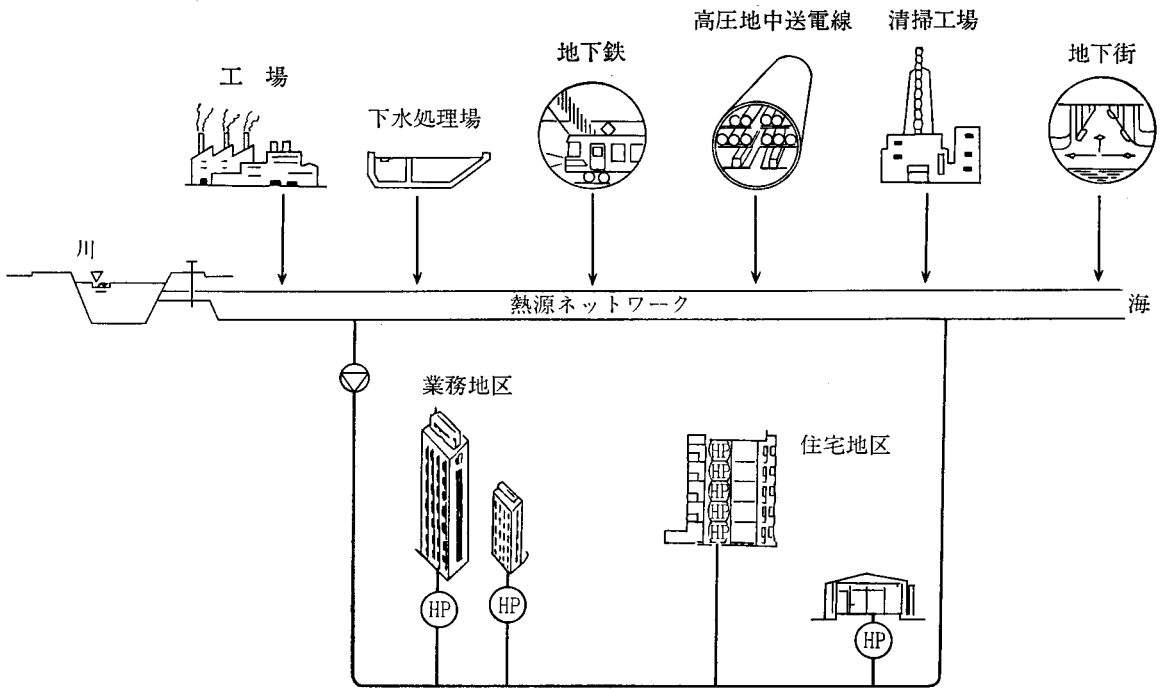 高圧地中送電線
清掃工場
地下鉄
地下街
工 場
下水処理場
川
熱源ネットワーク
海
業務地区
住宅地区
HP
HP
HP
HP
HP
HP
HP
HP